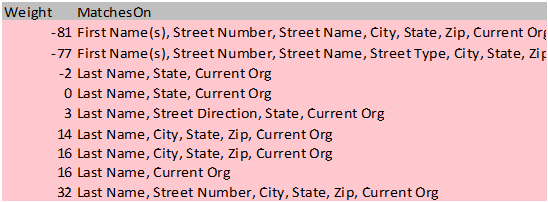 Weight MatchesOn
-81 First Name(s), Street Number, Street Name, City, State, Zip, Current Org
-77 First Name(s), Street Number, Street Name, Street Type, City, State, Zip
-2 Last Name, State, Current Org
0 Last Name, State, Current Org
3 Last Name, Street Direction, State, Current Org
14 Last Name, City, State, Zip, Current Org
16 Last Name, City, State, Zip, Current Org
16 Last Name, Current Org
32 Last Name, Street Number, City, State, Zip, Current Org